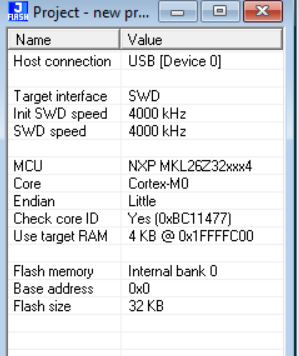 J FLASH Project - new pr...
Name Value
Host connection USB [Device 0]
Target interface SWD
Init SWD speed 4000 kHz
SWD speed 4000 kHz
MCU NXP MKL26Z32xxx4
Core Cortex-M0
Endian Little
Check core ID Yes (0xBC11477)
Use target RAM 4 KB @ 0x1FFFFC00
Flash memory Internal bank 0
Base address 0x0
Flash size 32 KB